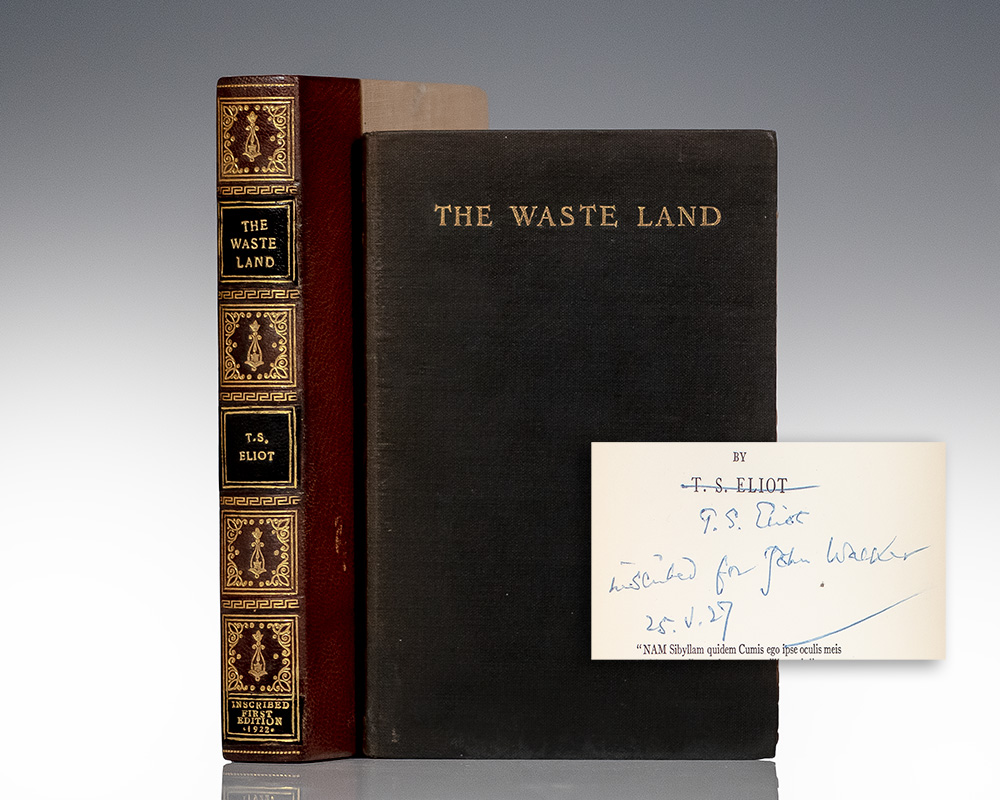 THE
WASTE
LAND
T.S.
ELIOT
INSCRIBED
FIRST
EDITION
·1922·
THE WASTE LAND
BY
T. S. ELIOT
T. S. Eliot
inscribed for John Walker
25. V. 27
“NAM Sibyllam quidem Cumis ego ipse oculis meis